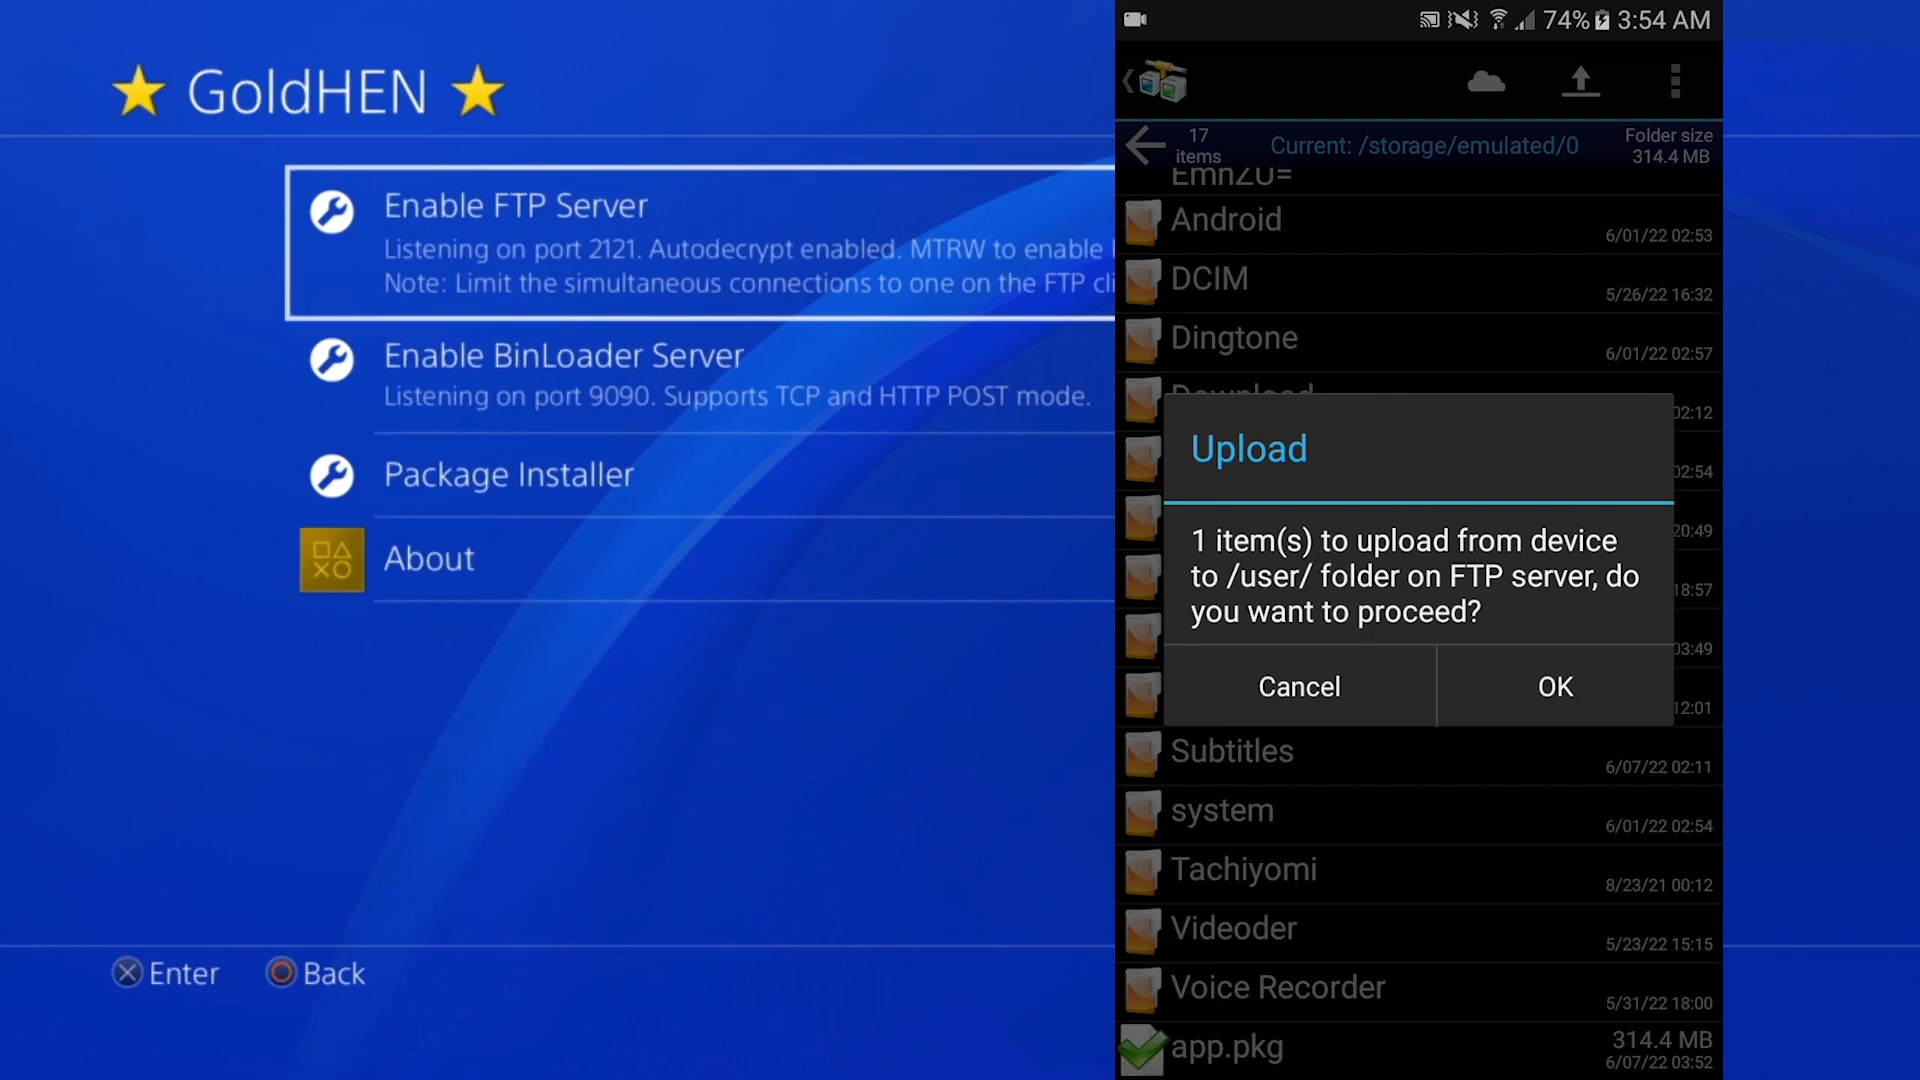 GoldHEN
Enable FTP Server
Listening on port 2121. Autodecrypt enabled. MTRW to enable
Note: Limit the simultaneous connections to one on the FTP cli
Enable BinLoader Server
Listening on port 9090. Supports TCP and HTTP POST mode.
Package Installer
About
Enter
Back
74% 3:54 AM
17
items
Current: /storage/emulated/0
Folder size
314.4 MB
EmnZU=
Android
6/01/22 02:53
DCIM
5/26/22 16:32
Dingtone
6/01/22 02:57
Download
02:12
02:54
20:49
18:57
03:49
12:01
Upload
1 item(s) to upload from device
to /user/ folder on FTP server, do
you want to proceed?
Cancel
OK
Subtitles
6/07/22 02:11
system
6/01/22 02:54
Tachiyomi
8/23/21 00:12
Videoder
5/23/22 15:15
Voice Recorder
5/31/22 18:00
app.pkg
314.4 MB
6/07/22 03:52